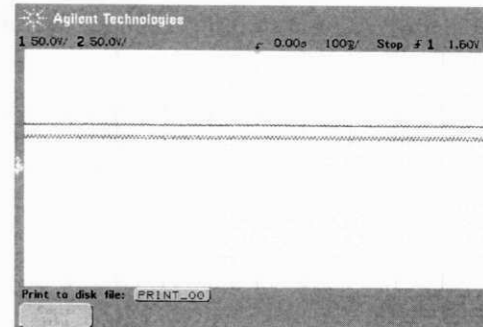 Agilent Technologies
1 50.0V/ 2 50.0V/ 0.00s Stop 1 1.60V
Print to disk file: PRINT_00